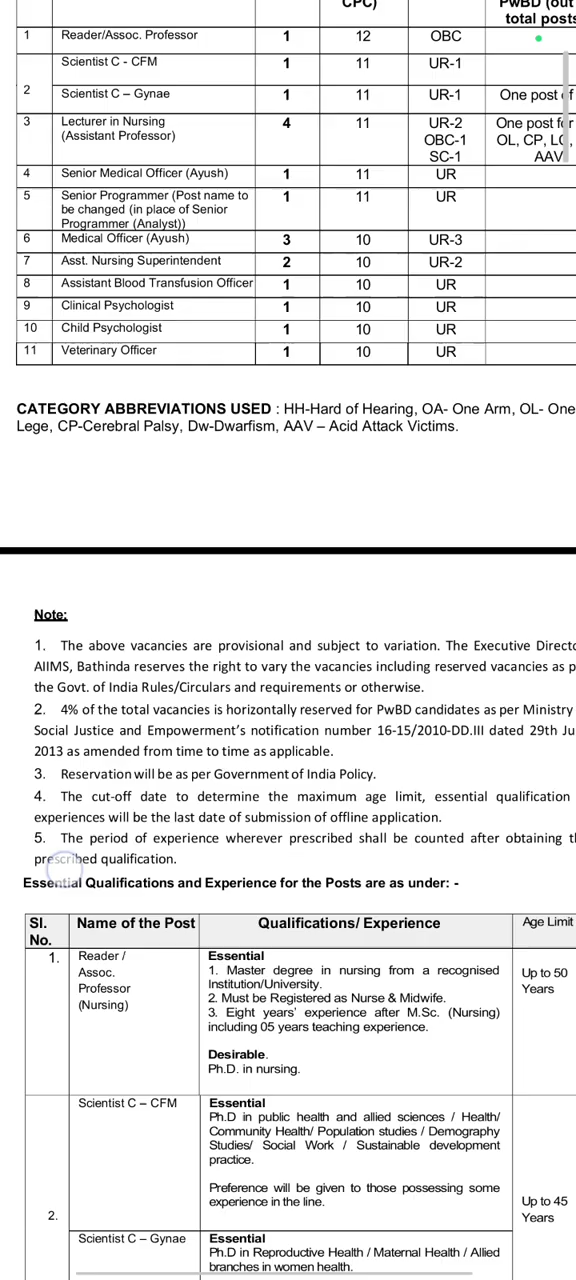 CPC)
PwBD (out
total posts
1 Reader/Assoc. Professor 1 12 OBC
Scientist C - CFM 1 11 UR-1
2
Scientist C – Gynae 1 11 UR-1 One post of
3 Lecturer in Nursing 4 11 UR-2 One post for
(Assistant Professor) OBC-1 OL, CP, LC,
SC-1 AAV
4 Senior Medical Officer (Ayush) 1 11 UR
5 Senior Programmer (Post name to 1 11 UR
be changed (in place of Senior
Programmer (Analyst))
6 Medical Officer (Ayush) 3 10 UR-3
7 Asst. Nursing Superintendent 2 10 UR-2
8 Assistant Blood Transfusion Officer 1 10 UR
9 Clinical Psychologist 1 10 UR
10 Child Psychologist 1 10 UR
11 Veterinary Officer 1 10 UR
CATEGORY ABBREVIATIONS USED : HH-Hard of Hearing, OA- One Arm, OL- One
Lege, CP-Cerebral Palsy, Dw-Dwarfism, AAV – Acid Attack Victims.
Note:
1. The above vacancies are provisional and subject to variation. The Executive Directo
AIIMS, Bathinda reserves the right to vary the vacancies including reserved vacancies as p
the Govt. of India Rules/Circulars and requirements or otherwise.
2. 4% of the total vacancies is horizontally reserved for PwBD candidates as per Ministry
Social Justice and Empowerment's notification number 16-15/2010-DD.III dated 29th Ju
2013 as amended from time to time as applicable.
3. Reservation will be as per Government of India Policy.
4. The cut-off date to determine the maximum age limit, essential qualification
experiences will be the last date of submission of offline application.
5. The period of experience wherever prescribed shall be counted after obtaining th
prescribed qualification.
Essential Qualifications and Experience for the Posts are as under: -
Sl. Name of the Post Qualifications/ Experience Age Limit
No.
1. Reader / Essential
Assoc. 1. Master degree in nursing from a recognised Up to 50
Professor Institution/University. Years
(Nursing) 2. Must be Registered as Nurse & Midwife.
3. Eight years' experience after M.Sc. (Nursing)
including 05 years teaching experience.
Desirable.
Ph.D. in nursing.
Scientist C – CFM Essential
Ph.D in public health and allied sciences / Health/
Community Health/ Population studies / Demography
Studies/ Social Work / Sustainable development
practice.
Preference will be given to those possessing some
experience in the line. Up to 45
2. Years
Scientist C – Gynae Essential
Ph.D in Reproductive Health / Maternal Health / Allied
branches in women health.